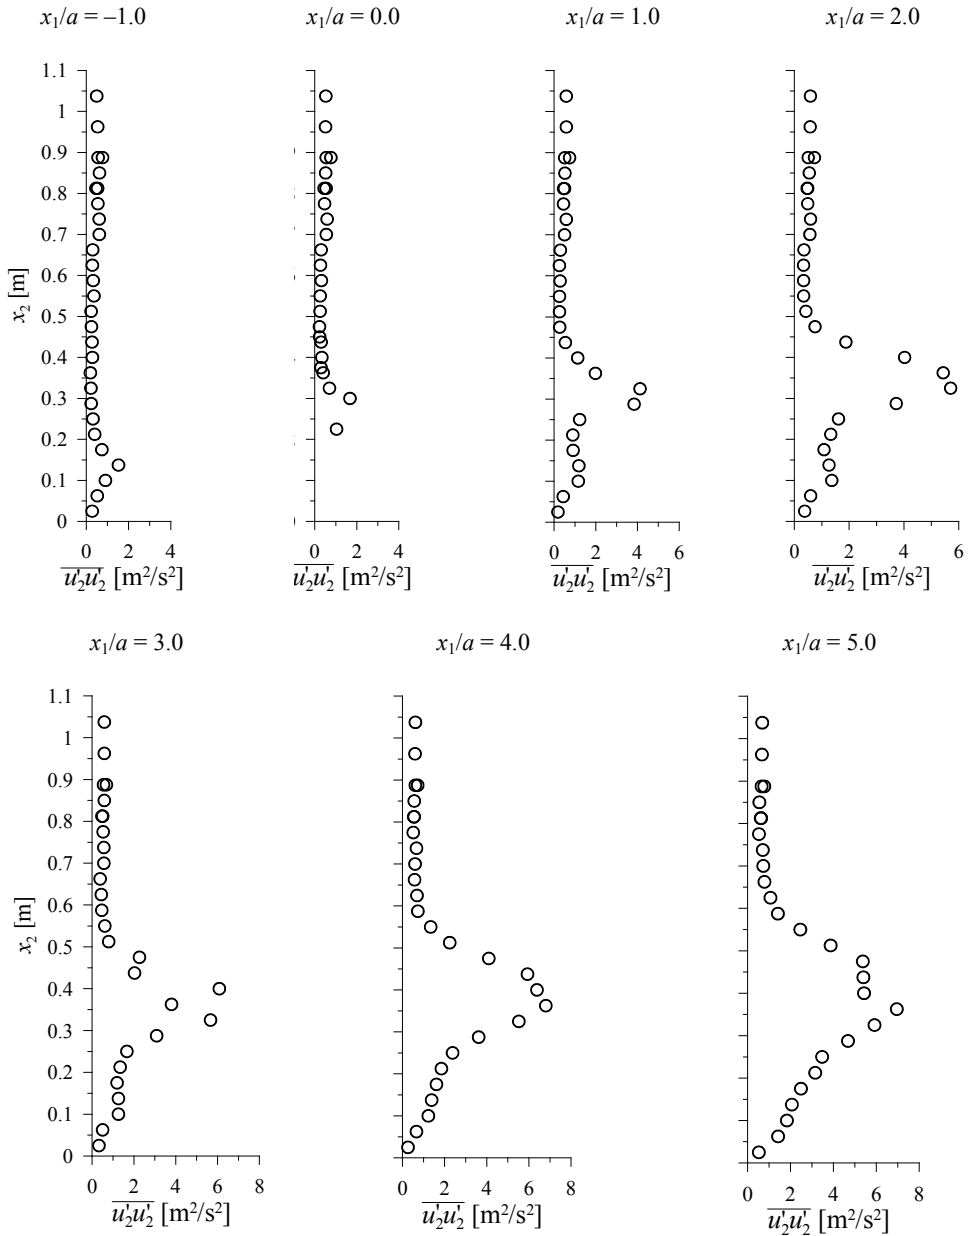 x₁/a = –1.0
x₁/a = 0.0
x₁/a = 1.0
x₁/a = 2.0
1.1
1
0.9
0.8
0.7
0.6
0.5
0.4
0.3
0.2
0.1
0
x₂ [m]
0 2 4
0 2 4
0 2 4 6
0 2 4 6
u'₂u'₂ [m²/s²]
u'₂u'₂ [m²/s²]
u'₂u'₂ [m²/s²]
u'₂u'₂ [m²/s²]
x₁/a = 3.0
x₁/a = 4.0
x₁/a = 5.0
1.1
1
0.9
0.8
0.7
0.6
0.5
0.4
0.3
0.2
0.1
0
x₂ [m]
0 2 4 6 8
0 2 4 6 8
0 2 4 6 8
u'₂u'₂ [m²/s²]
u'₂u'₂ [m²/s²]
u'₂u'₂ [m²/s²]